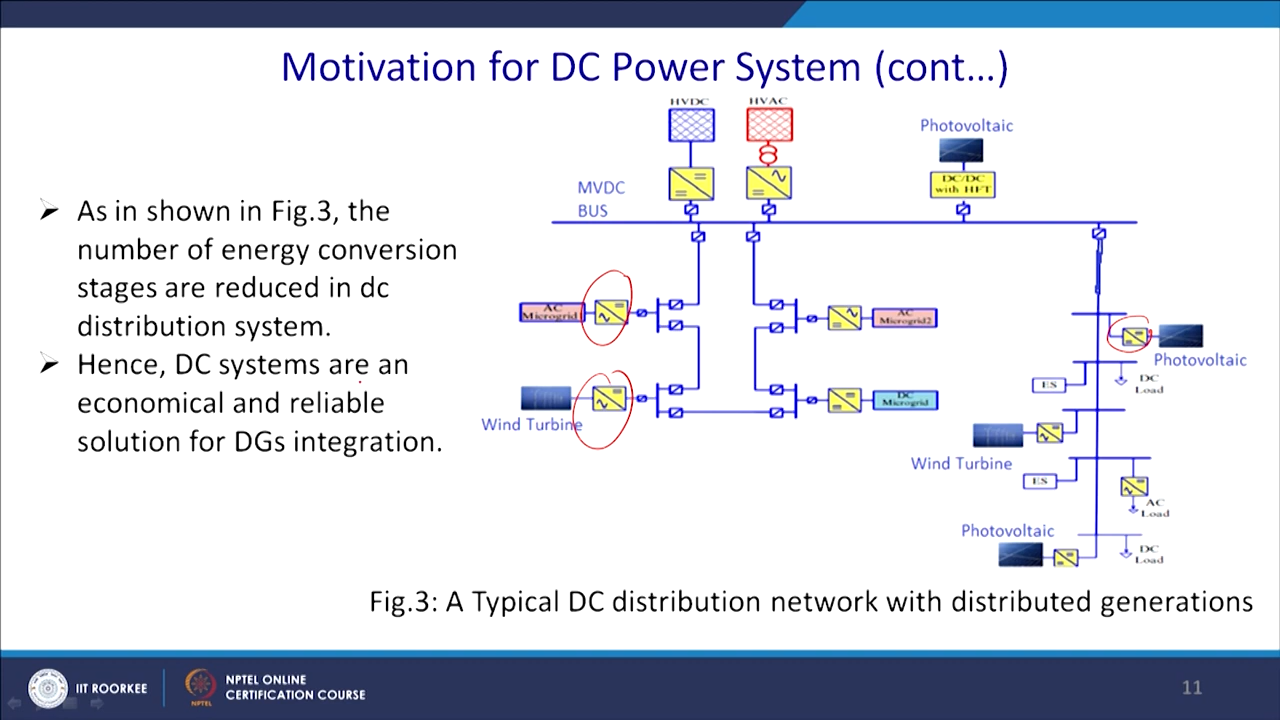 Motivation for DC Power System (cont...)
➢ As in shown in Fig.3, the
number of energy conversion
stages are reduced in dc
distribution system.
➢ Hence, DC systems are an
economical and reliable
solution for DGs integration.
HVDC
HVAC
Photovoltaic
DC/DC
with HFT
MVDC
BUS
AC
Microgrid
AC
Microgrid2
Wind Turbine
DC
Microgrid
Photovoltaic
ES
DC
Load
Wind Turbine
ES
AC
Load
Photovoltaic
DC
Load
Fig.3: A Typical DC distribution network with distributed generations
IIT ROORKEE
NPTEL
NPTEL ONLINE
CERTIFICATION COURSE
11